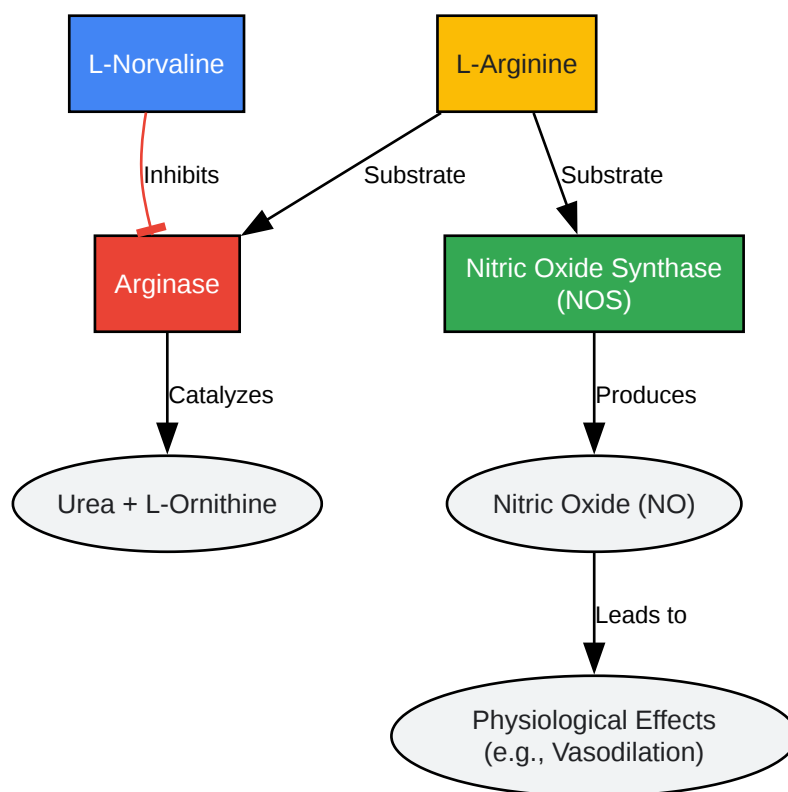 L-Norvaline
L-Arginine
Inhibits
Substrate
Substrate
Arginase
Nitric Oxide Synthase
(NOS)
Catalyzes
Produces
Urea + L-Ornithine
Nitric Oxide (NO)
Leads to
Physiological Effects
(e.g., Vasodilation)